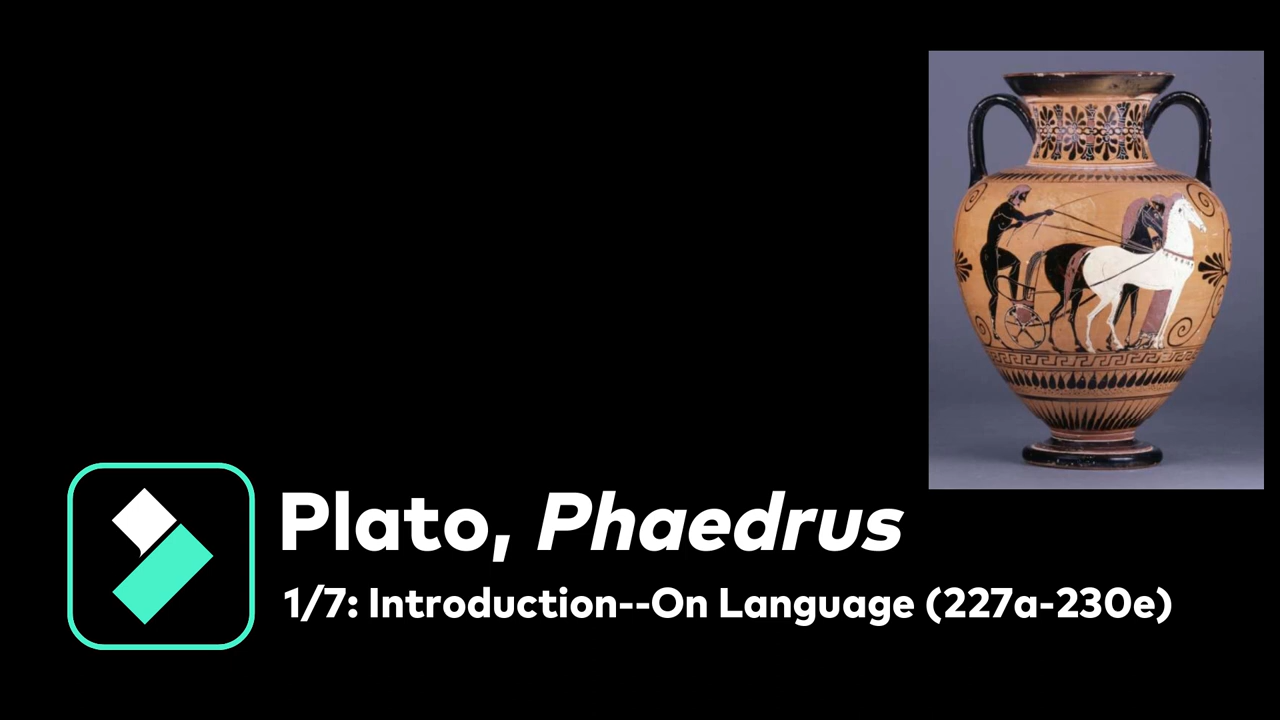 Plato, Phaedrus
1/7: Introduction--On Language (227a-230e)